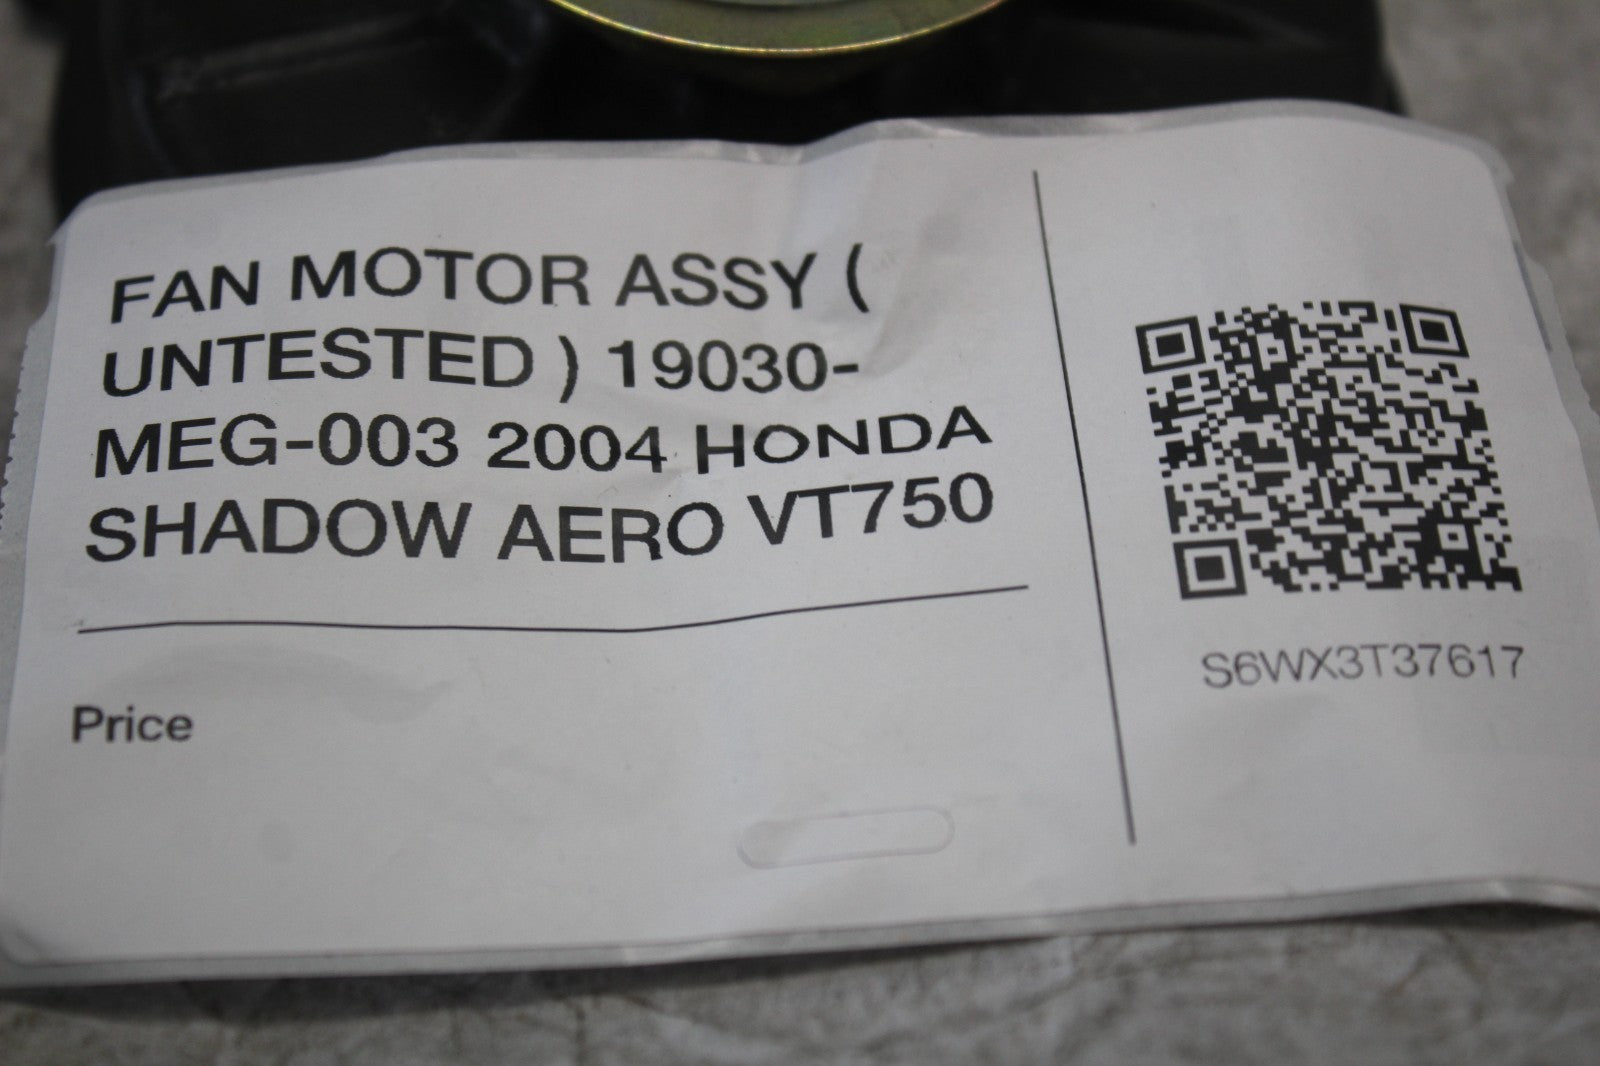 FAN MOTOR ASSY (
UNTESTED ) 19030-
MEG-003 2004 HONDA
SHADOW AERO VT750
Price
S6WX3T37617